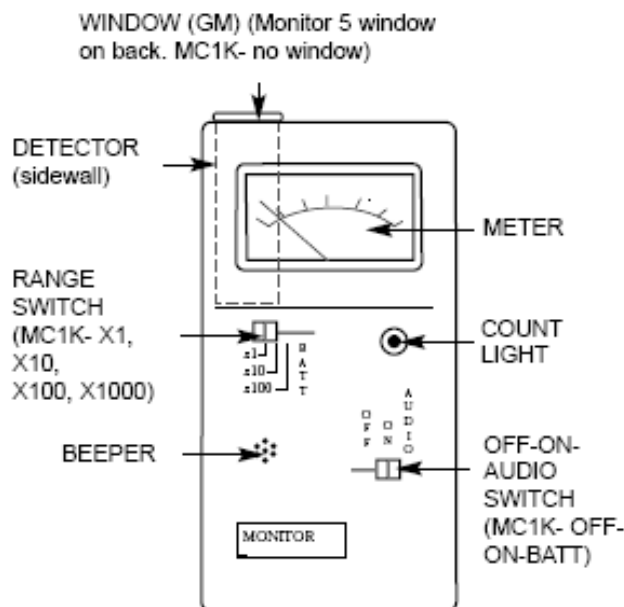 WINDOW (GM) (Monitor 5 window
on back. MC1K- no window)
DETECTOR
(sidewall)
METER
RANGE
SWITCH
(MC1K- X1,
X10,
X100, X1000)
x1
x10
x100
BATT
COUNT
LIGHT
OFF
ON
AUDIO
BEEPER
OFF-ON-
AUDIO
SWITCH
(MC1K- OFF-
ON-BATT)
MONITOR